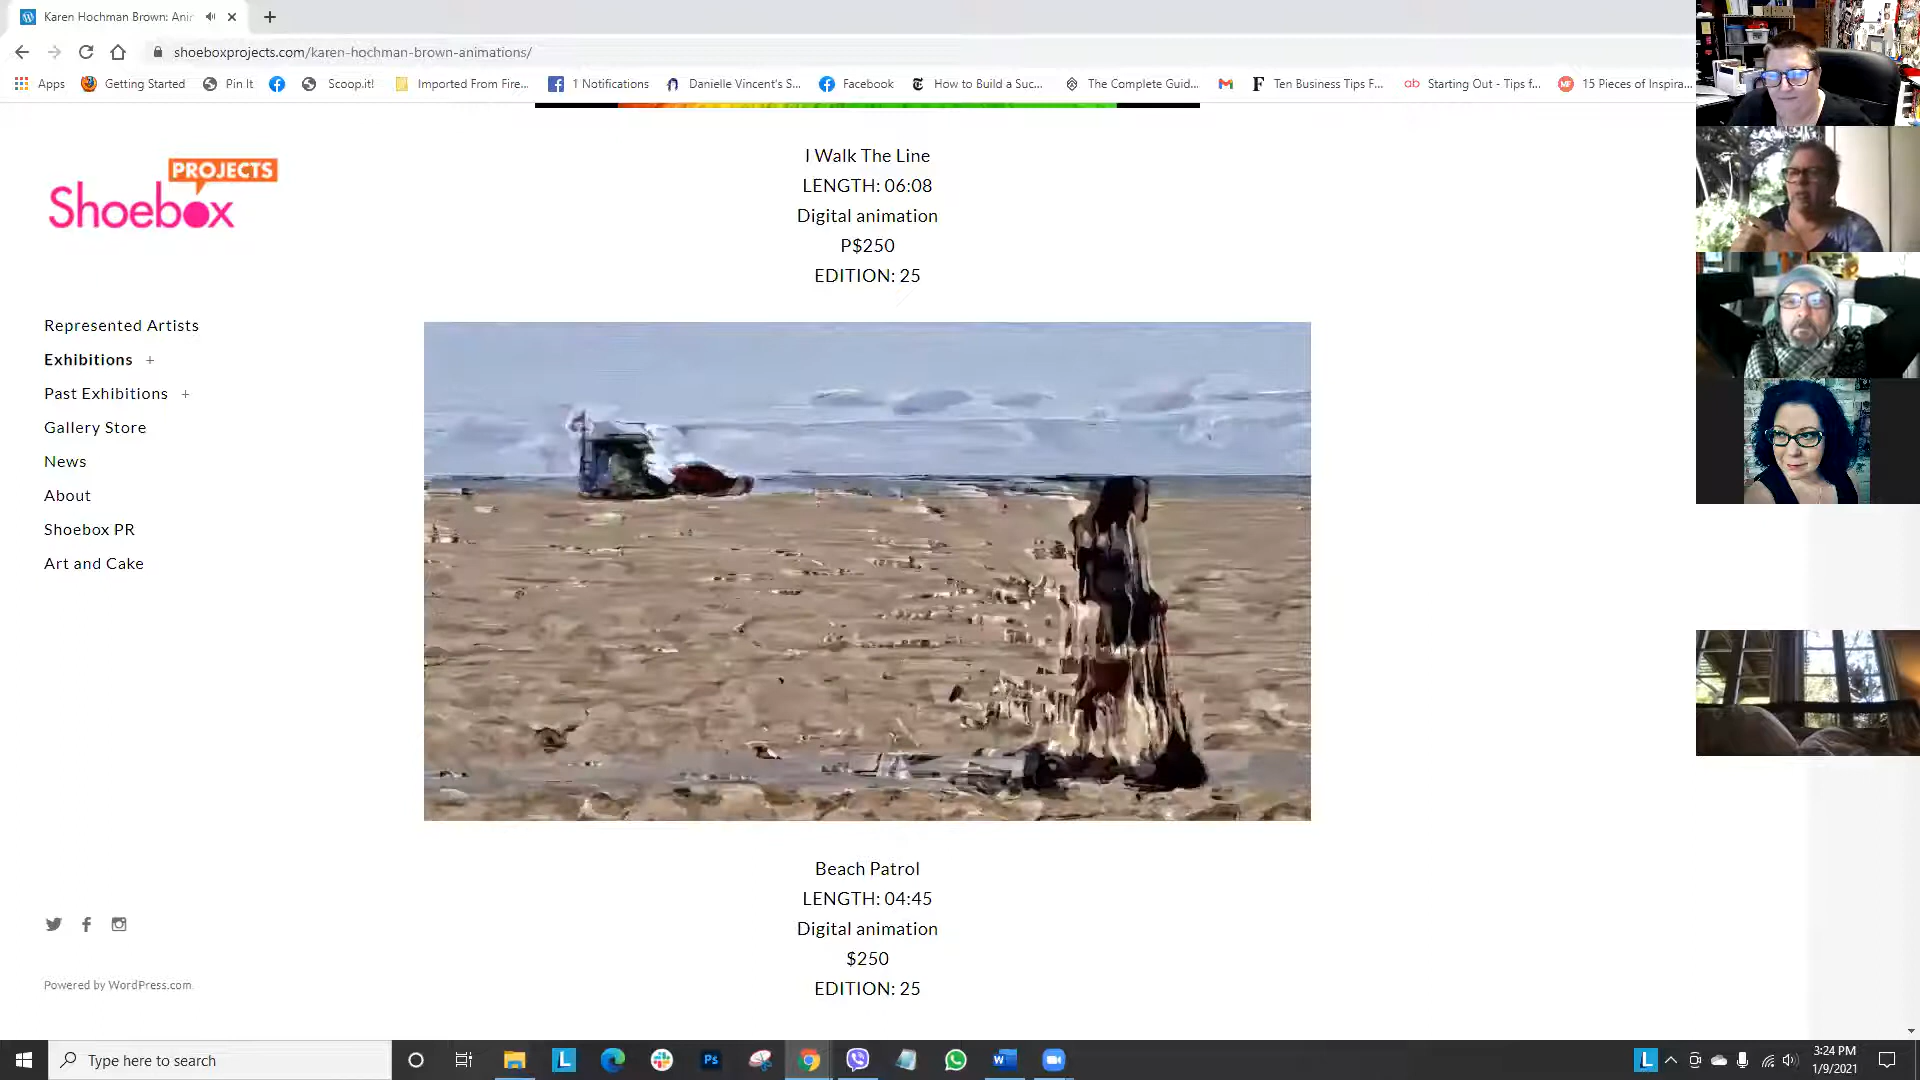 Karen Hochman Brown: Ani
shoeboxprojects.com/karen-hochman-brown-animations/
Apps
Getting Started
Pin It
Scoop.it!
Imported From Fire...
1 Notifications
Danielle Vincent's S...
Facebook
How to Build a Suc...
The Complete Guid...
Ten Business Tips F...
ab Starting Out - Tips f...
MF 15 Pieces of Inspira...
PROJECTS
Shoebox
Represented Artists
Exhibitions +
Past Exhibitions +
Gallery Store
News
About
Shoebox PR
Art and Cake
I Walk The Line
LENGTH: 06:08
Digital animation
P$250
EDITION: 25
Beach Patrol
LENGTH: 04:45
Digital animation
$250
EDITION: 25
Powered by WordPress.com.
Type here to search
L
Ps
W
L
3:24 PM
1/9/2021